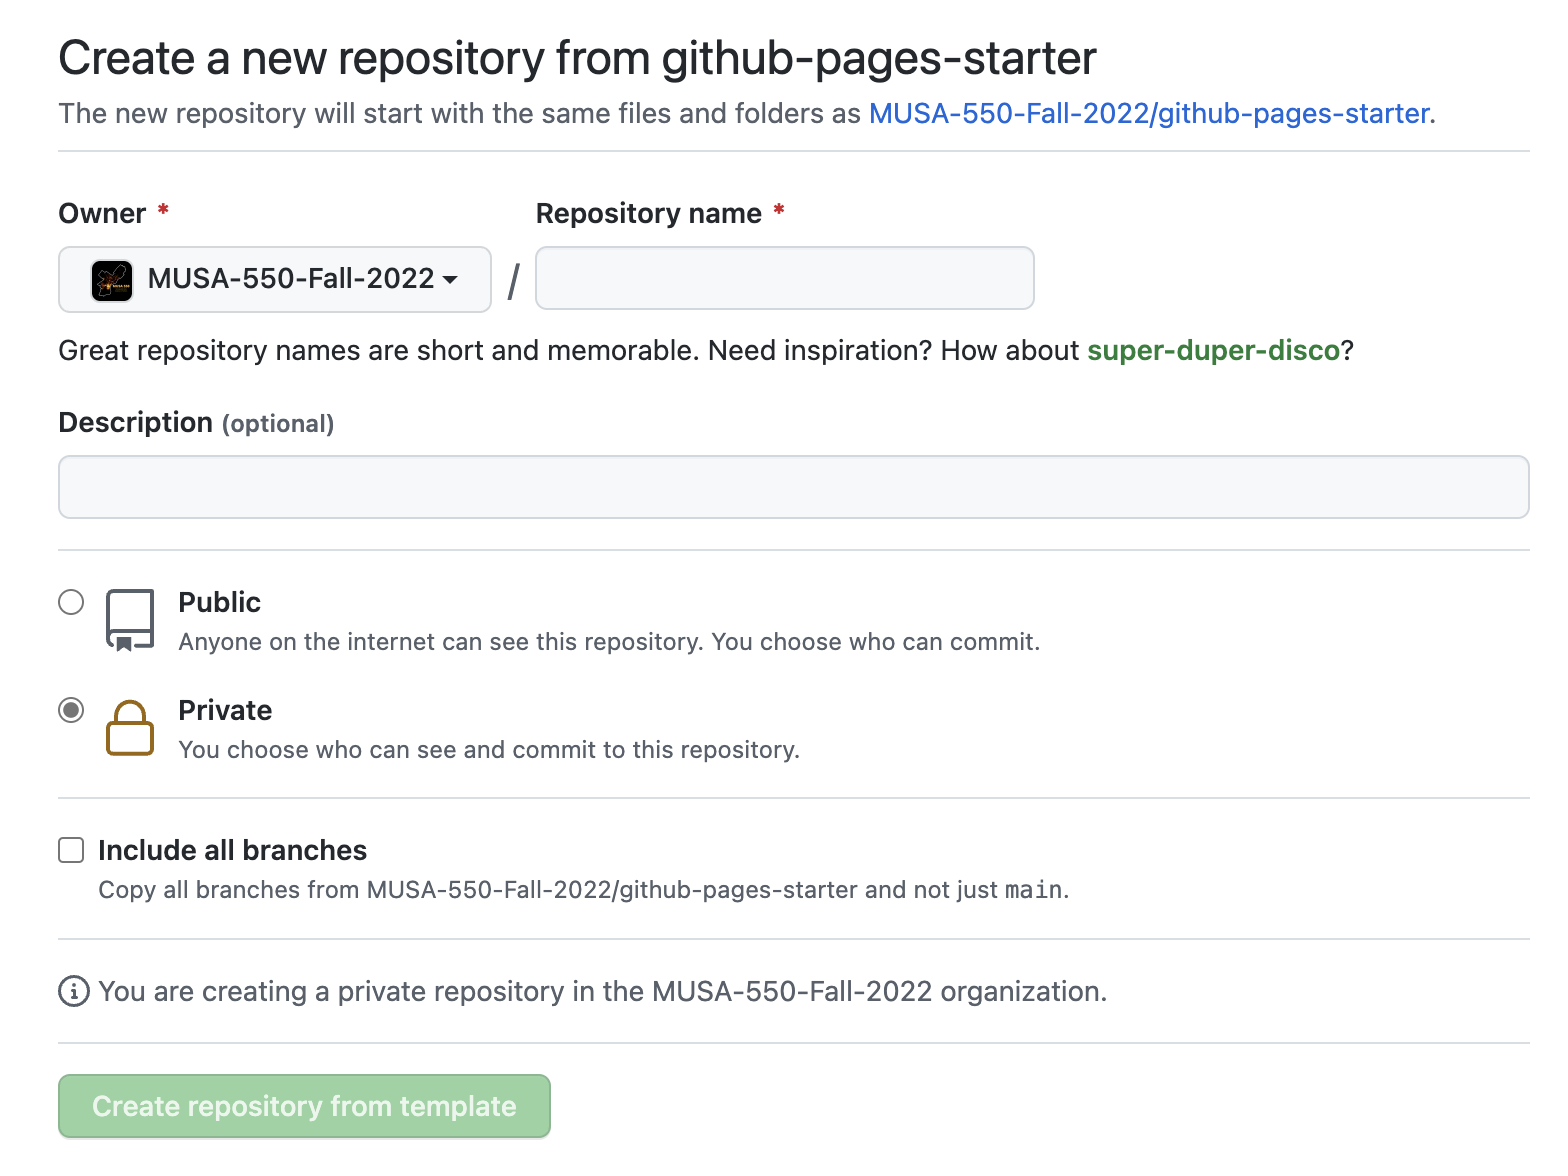 Create a new repository from github-pages-starter
The new repository will start with the same files and folders as MUSA-550-Fall-2022/github-pages-starter.
Owner *
Repository name *
MUSA-550-Fall-2022
/
Great repository names are short and memorable. Need inspiration? How about super-duper-disco?
Description (optional)
Public
Anyone on the internet can see this repository. You choose who can commit.
Private
You choose who can see and commit to this repository.
Include all branches
Copy all branches from MUSA-550-Fall-2022/github-pages-starter and not just main.
You are creating a private repository in the MUSA-550-Fall-2022 organization.
Create repository from template